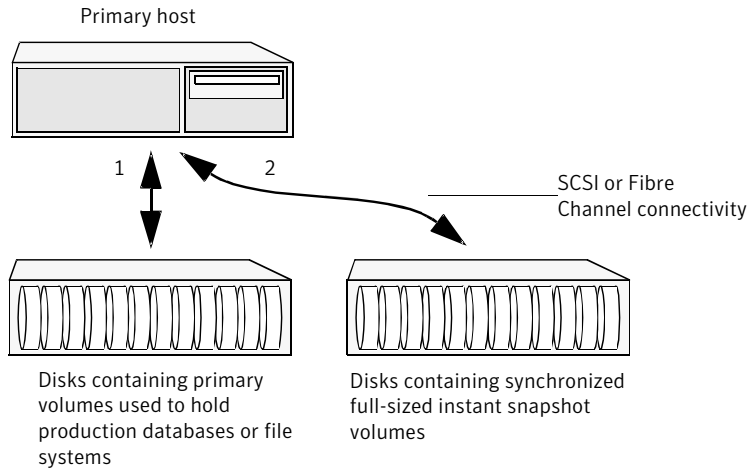 Primary host
1
2
SCSI or Fibre
Channel connectivity
Disks containing primary
volumes used to hold
production databases or file
systems
Disks containing synchronized
full-sized instant snapshot
volumes